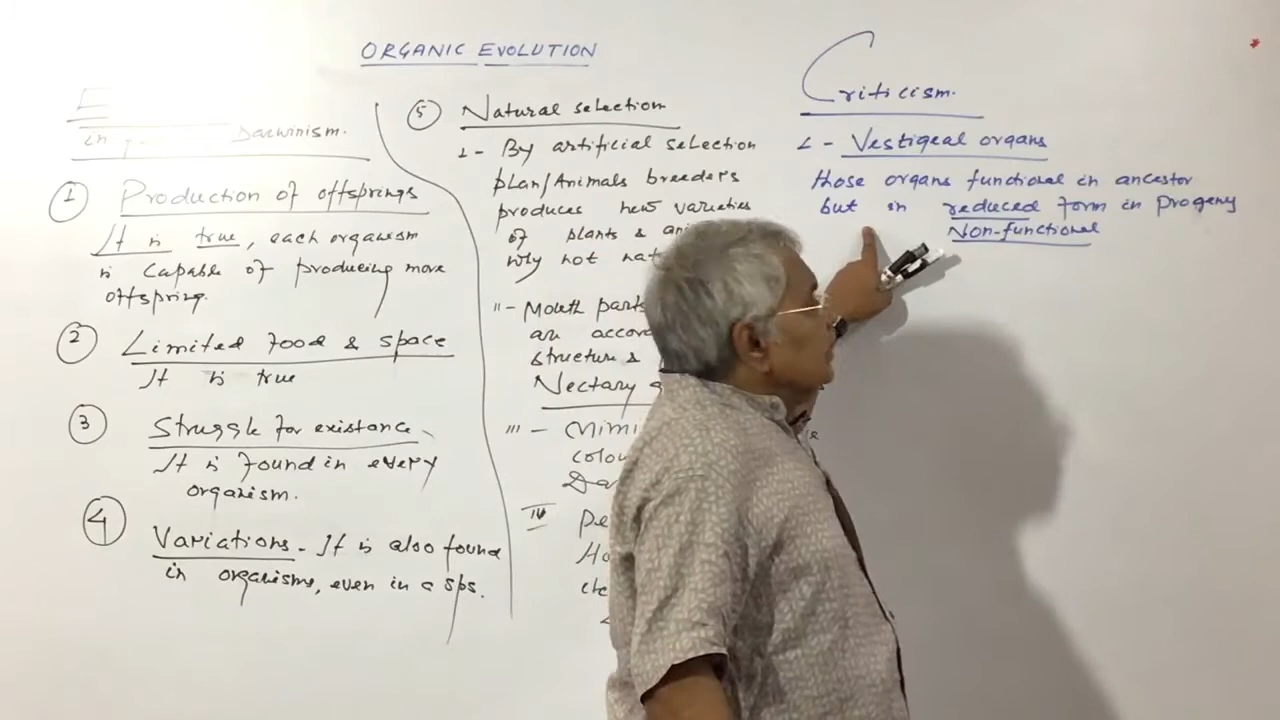 ORGANIC EVOLUTION
in Darwinism.
① Production of offsprings
It is true, each organism
is capable of producing more
offspring.
② Limited food & space
It is true
③ Struggle for existance
It is found in every
organism.
④ Variations - It is also found
in organisms, even in a sps.
⑤ Natural selection
I - By artificial selection
plan/Animals breeders
produces new varieties
of plants &
why not
II - Mouth parts
are
structure &
Nectary
III -
IV
Criticism.
I - Vestigeal organs
those organs functional in ancestor
but in reduced form in progeny
Non-functional